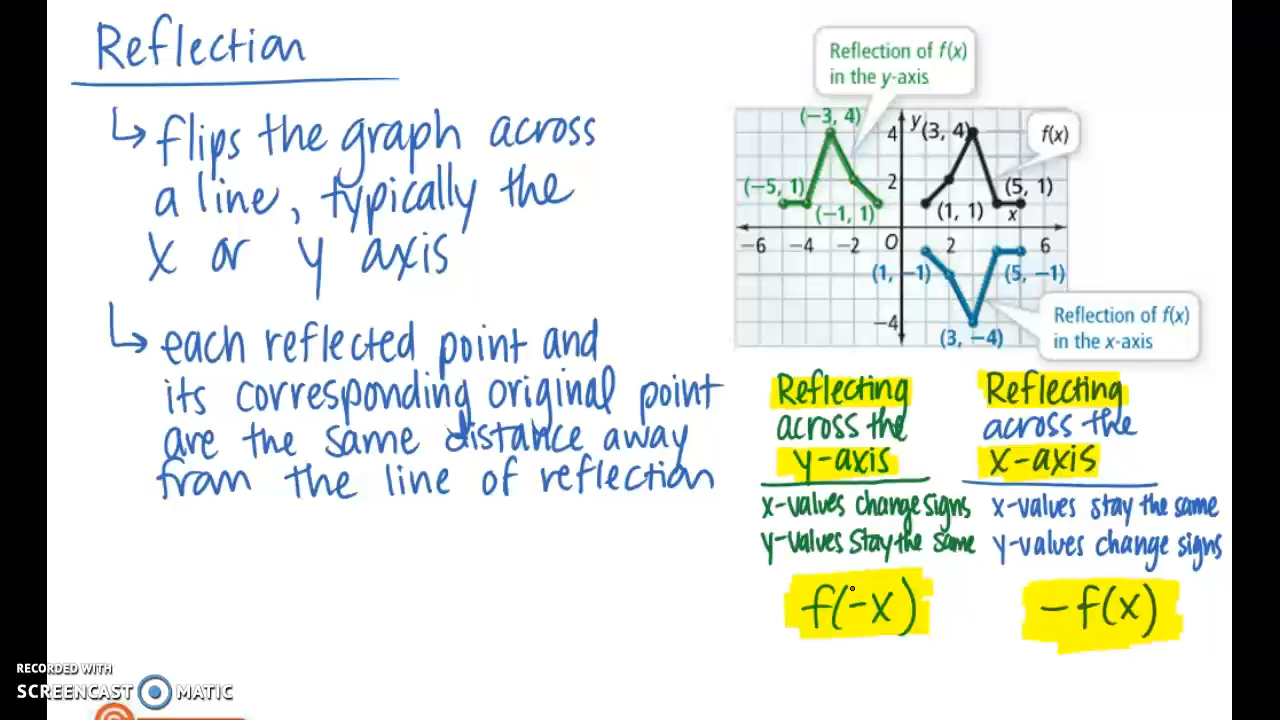 Reflection
↳ flips the graph across
a line, typically the
x or y axis
↳ each reflected point and
its corresponding original point
are the same distance away
from the line of reflection
Reflection of f(x)
in the y-axis
(−3, 4)
4
y
(3, 4)
f(x)
(−5, 1)
2
(5, 1)
(−1, 1)
(1, 1)
x
−6
−4
−2
O
2
6
(1, −1)
(5, −1)
−4
(3, −4)
Reflection of f(x)
in the x-axis
Reflecting
across the
y-axis
x-values change signs
y-values stay the same
f(-x)
Reflecting
across the
x-axis
x-values stay the same
y-values change signs
-f(x)
RECORDED WITH
SCREENCAST MATIC